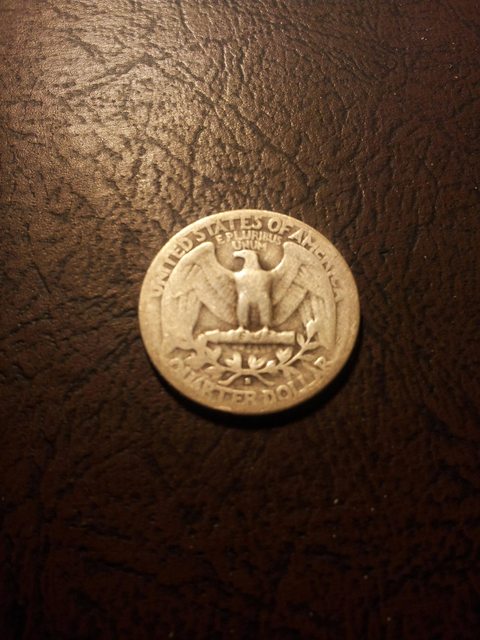 UNITED STATES OF AMERICA
E PLURIBUS
UNUM
QUARTER DOLLAR